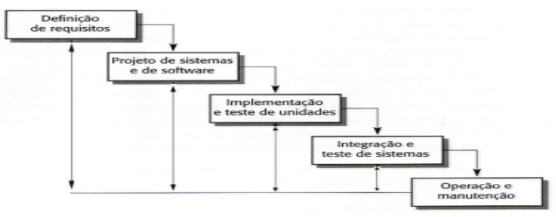 Definição
de requisitos
Projeto de sistemas
e de software
Implementação
e teste de unidades
Integração e
teste de sistemas
Operação e
manutenção